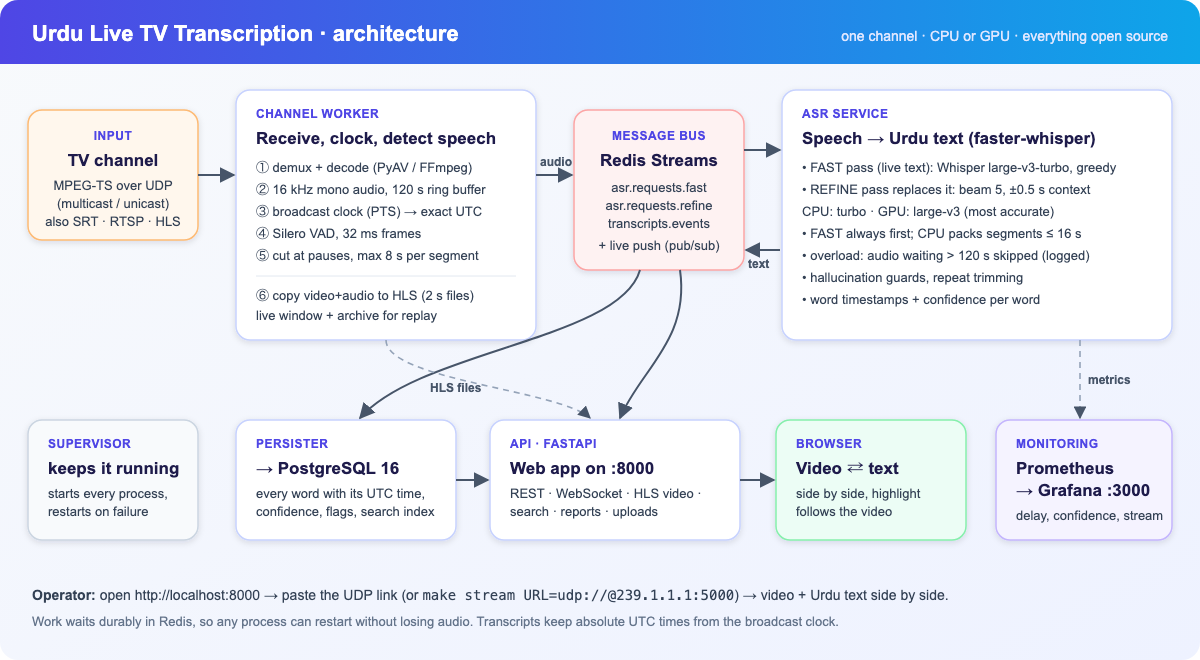 Urdu Live TV Transcription · architecture
one channel · CPU or GPU · everything open source
INPUT
TV channel
MPEG-TS over UDP
(multicast / unicast)
also SRT · RTSP · HLS
CHANNEL WORKER
Receive, clock, detect speech
① demux + decode (PyAV / FFmpeg)
② 16 kHz mono audio, 120 s ring buffer
③ broadcast clock (PTS) → exact UTC
④ Silero VAD, 32 ms frames
⑤ cut at pauses, max 8 s per segment
⑥ copy video+audio to HLS (2 s files)
live window + archive for replay
audio
MESSAGE BUS
Redis Streams
asr.requests.fast
asr.requests.refine
transcripts.events
+ live push (pub/sub)
text
ASR SERVICE
Speech → Urdu text (faster-whisper)
• FAST pass (live text): Whisper large-v3-turbo, greedy
• REFINE pass replaces it: beam 5, ±0.5 s context
CPU: turbo · GPU: large-v3 (most accurate)
• FAST always first; CPU packs segments ≤ 16 s
• overload: audio waiting > 120 s skipped (logged)
• hallucination guards, repeat trimming
• word timestamps + confidence per word
HLS files
metrics
SUPERVISOR
keeps it running
starts every process,
restarts on failure
PERSISTER
→ PostgreSQL 16
every word with its UTC time,
confidence, flags, search index
API · FASTAPI
Web app on :8000
REST · WebSocket · HLS video ·
search · reports · uploads
BROWSER
Video ⇄ text
side by side, highlight
follows the video
MONITORING
Prometheus
→ Grafana :3000
delay, confidence, stream
Operator: open http://localhost:8000 → paste the UDP link (or make stream URL=udp://@239.1.1.1:5000) → video + Urdu text side by side.
Work waits durably in Redis, so any process can restart without losing audio. Transcripts keep absolute UTC times from the broadcast clock.